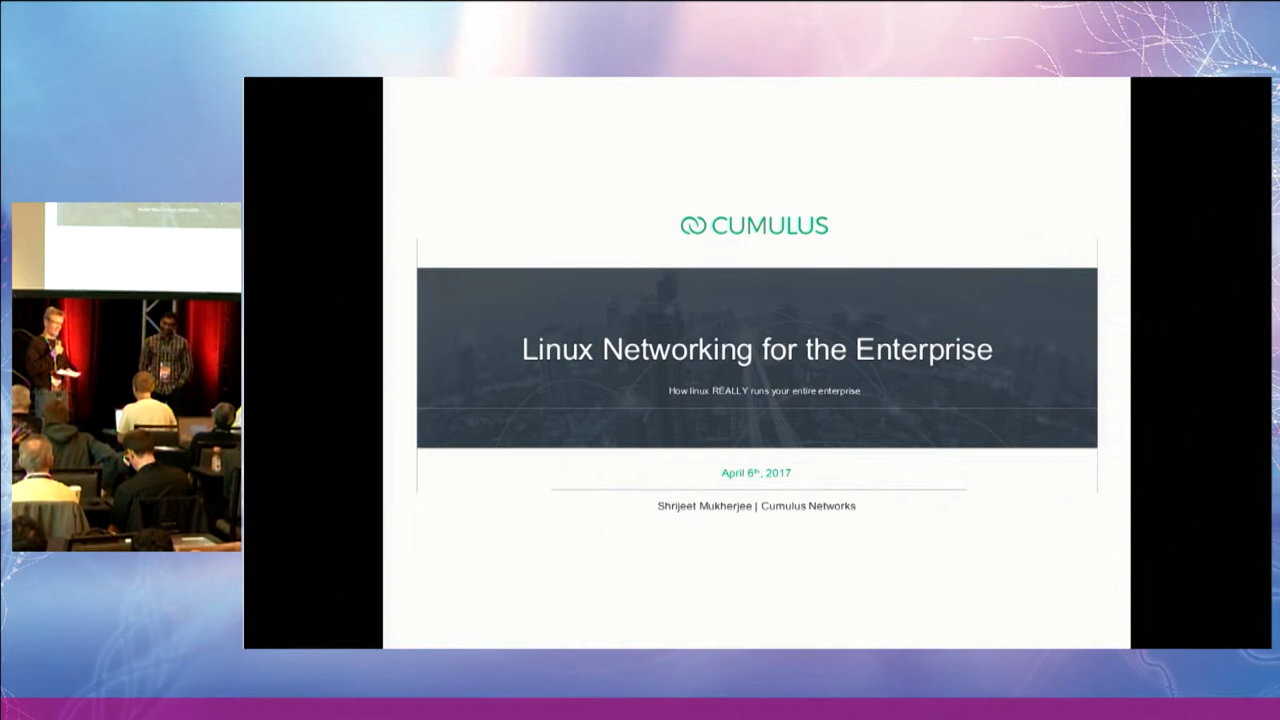 CUMULUS
Linux Networking for the Enterprise
How linux REALLY runs your entire enterprise
April 6th, 2017
Shrijeet Mukherjee | Cumulus Networks